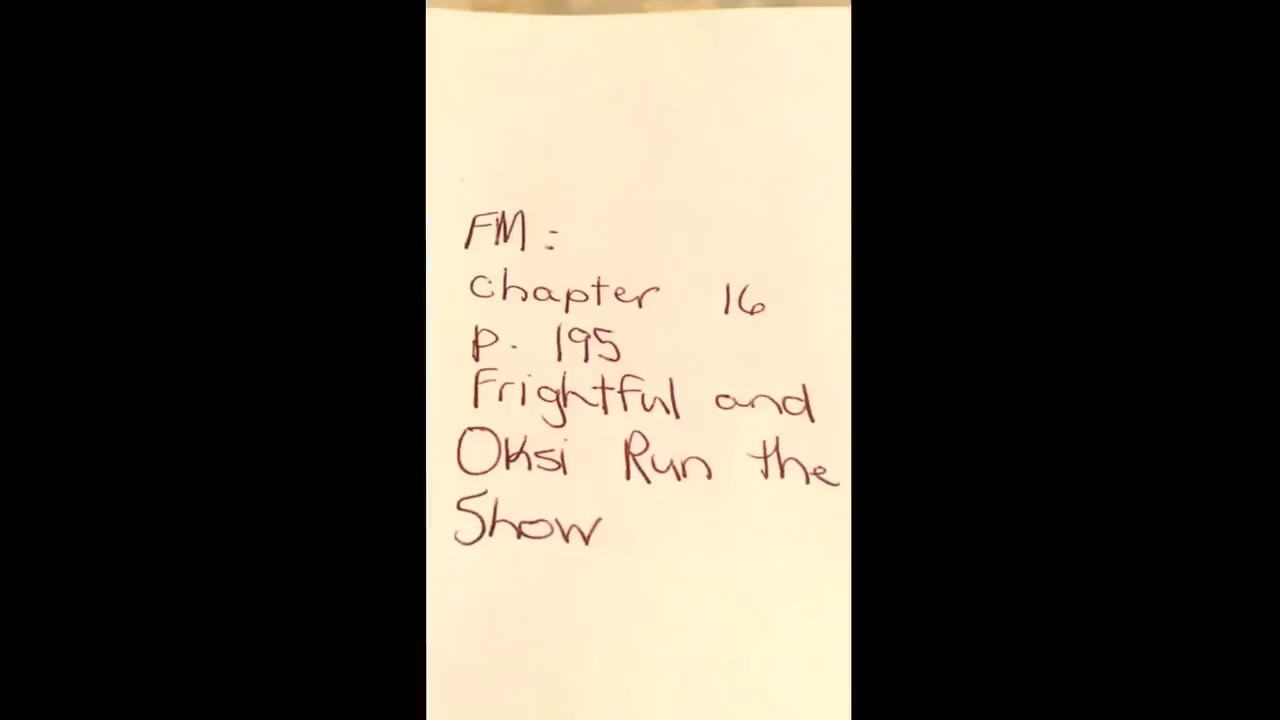 FM:
Chapter 16
p. 195
Frightful and
Oksi Run the
Show